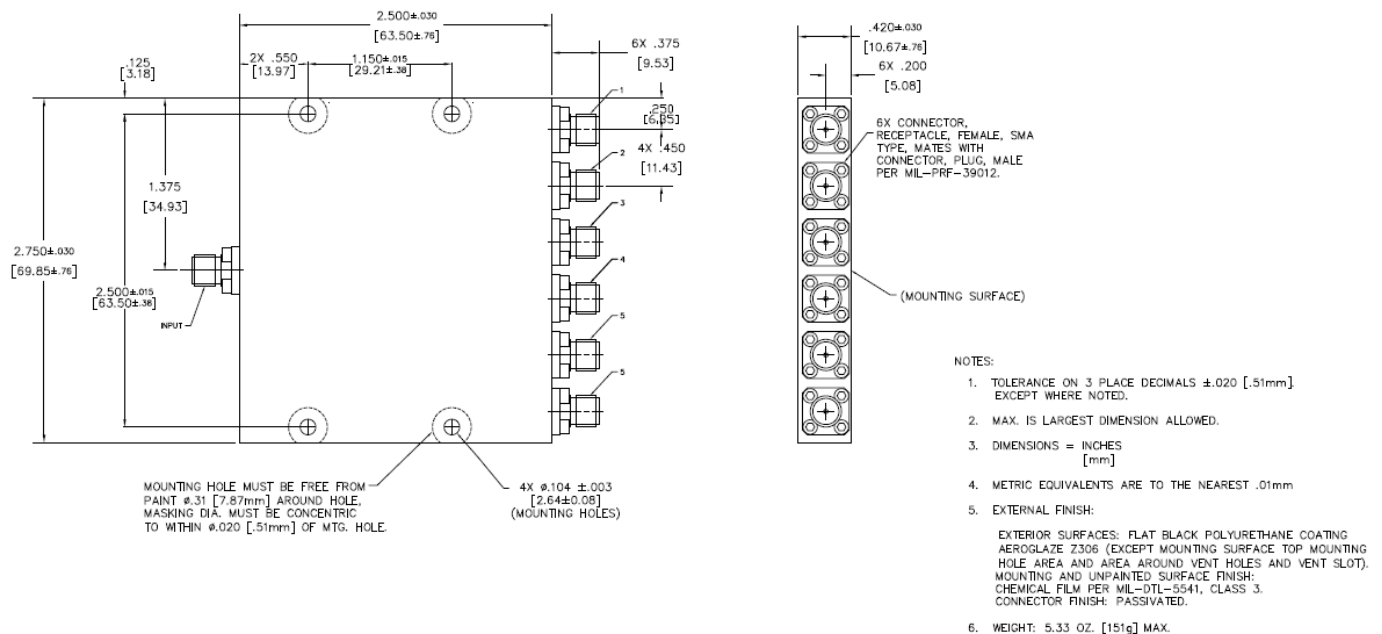 2.500±.030
[63.50±.76]
6X .375
[9.53]
.125
[3.18]
2X .550
[13.97]
1.150±.015
[29.21±.38]
.250
[6.35]
4X .450
[11.43]
1
2
3
4
5
5
1.375
[34.93]
2.750±.030
[69.85±.76]
2.500±.015
[63.50±.38]
INPUT
MOUNTING HOLE MUST BE FREE FROM
PAINT ø.31 [7.87mm] AROUND HOLE,
MASKING DIA. MUST BE CONCENTRIC
TO WITHIN ø.020 [.51mm] OF MTG. HOLE.
4X ø.104 ±.003
[2.64±0.08]
(MOUNTING HOLES)
.420±.030
[10.67±.76]
6X .200
[5.08]
6X CONNECTOR,
RECEPTACLE, FEMALE, SMA
TYPE, MATES WITH
CONNECTOR, PLUG, MALE
PER MIL-PRF-39012.
(MOUNTING SURFACE)
NOTES:
1. TOLERANCE ON 3 PLACE DECIMALS ±.020 [.51mm]
EXCEPT WHERE NOTED.
2. MAX. IS LARGEST DIMENSION ALLOWED.
3. DIMENSIONS = INCHES
[mm]
4. METRIC EQUIVALENTS ARE TO THE NEAREST .01mm
5. EXTERNAL FINISH:
EXTERIOR SURFACES: FLAT BLACK POLYURETHANE COATING
AEROGLAZE Z306 (EXCEPT MOUNTING SURFACE TOP MOUNTING
HOLE AREA AND AREA AROUND VENT HOLES AND VENT SLOT).
MOUNTING AND UNPAINTED SURFACE FINISH:
CHEMICAL FILM PER MIL-DTL-5541, CLASS 3.
CONNECTOR FINISH: PASSIVATED.
6. WEIGHT: 5.33 OZ. [151g] MAX.